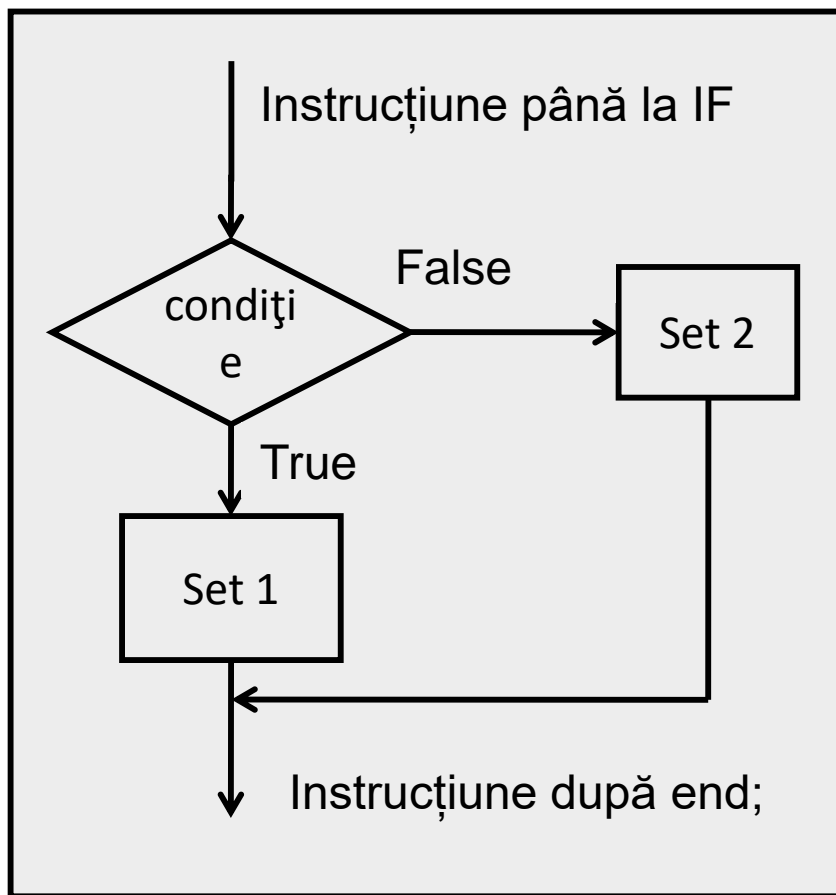 Instrucțiune până la IF
False
condiţi
e
Set 2
True
Set 1
Instrucțiune după end;